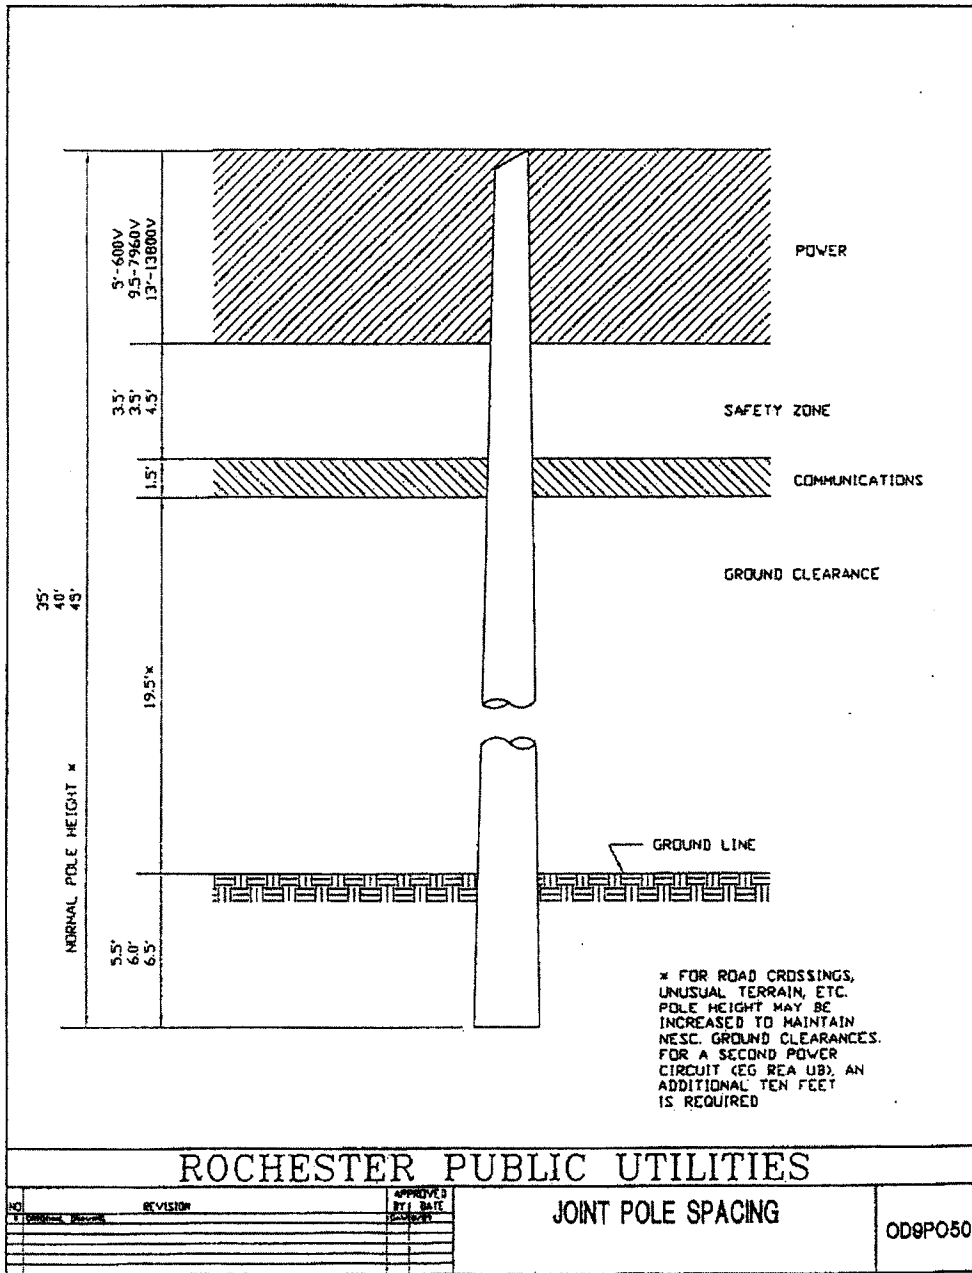 5'-600V
9.5-7960V
13'-13800V
POWER
3.5'
3.5'
4.5'
SAFETY ZONE
1.5'
COMMUNICATIONS
GROUND CLEARANCE
35'
40'
45'
19.5'*
NORMAL POLE HEIGHT *
GROUND LINE
5.5'
6.0'
6.5'
* FOR ROAD CROSSINGS,
UNUSUAL TERRAIN, ETC.
POLE HEIGHT MAY BE
INCREASED TO MAINTAIN
NESC. GROUND CLEARANCES.
FOR A SECOND POWER
CIRCUIT (EG REA UB), AN
ADDITIONAL TEN FEET
IS REQUIRED
ROCHESTER PUBLIC UTILITIES
NO REVISION APPROVED
BY: DATE
ORIGINAL DRAWING
JOINT POLE SPACING
OD9PO50